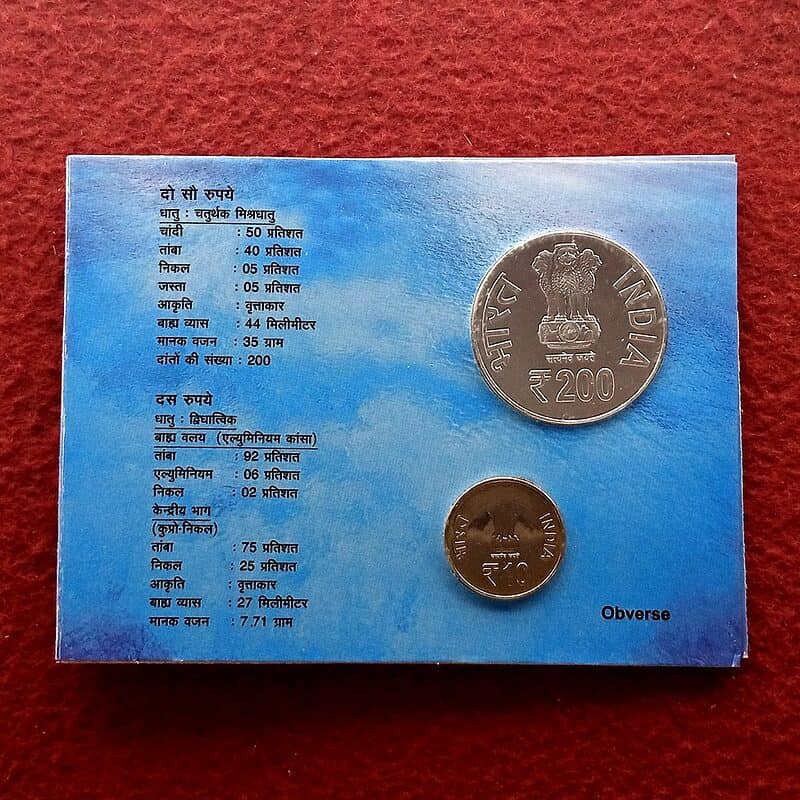 दो सौ रुपये
धातु : चतुर्थक मिश्रधातु
चांदी : 50 प्रतिशत
तांबा : 40 प्रतिशत
निकल : 05 प्रतिशत
जस्ता : 05 प्रतिशत
आकृति : वृत्ताकार
बाह्य व्यास : 44 मिलीमीटर
मानक वजन : 35 ग्राम
दांतों की संख्या : 200
दस रुपये
धातु : द्विधात्विक
बाह्य वलय (एल्युमिनियम कांसा)
तांबा : 92 प्रतिशत
एल्युमिनियम : 06 प्रतिशत
निकल : 02 प्रतिशत
केन्द्रीय भाग
(कुप्रो-निकल)
तांबा : 75 प्रतिशत
निकल : 25 प्रतिशत
आकृति : वृत्ताकार
बाह्य व्यास : 27 मिलीमीटर
मानक वजन : 7.71 ग्राम
भारत
INDIA
सत्यमेव जयते
₹ 200
भारत
INDIA
सत्यमेव जयते
₹ 10
Obverse